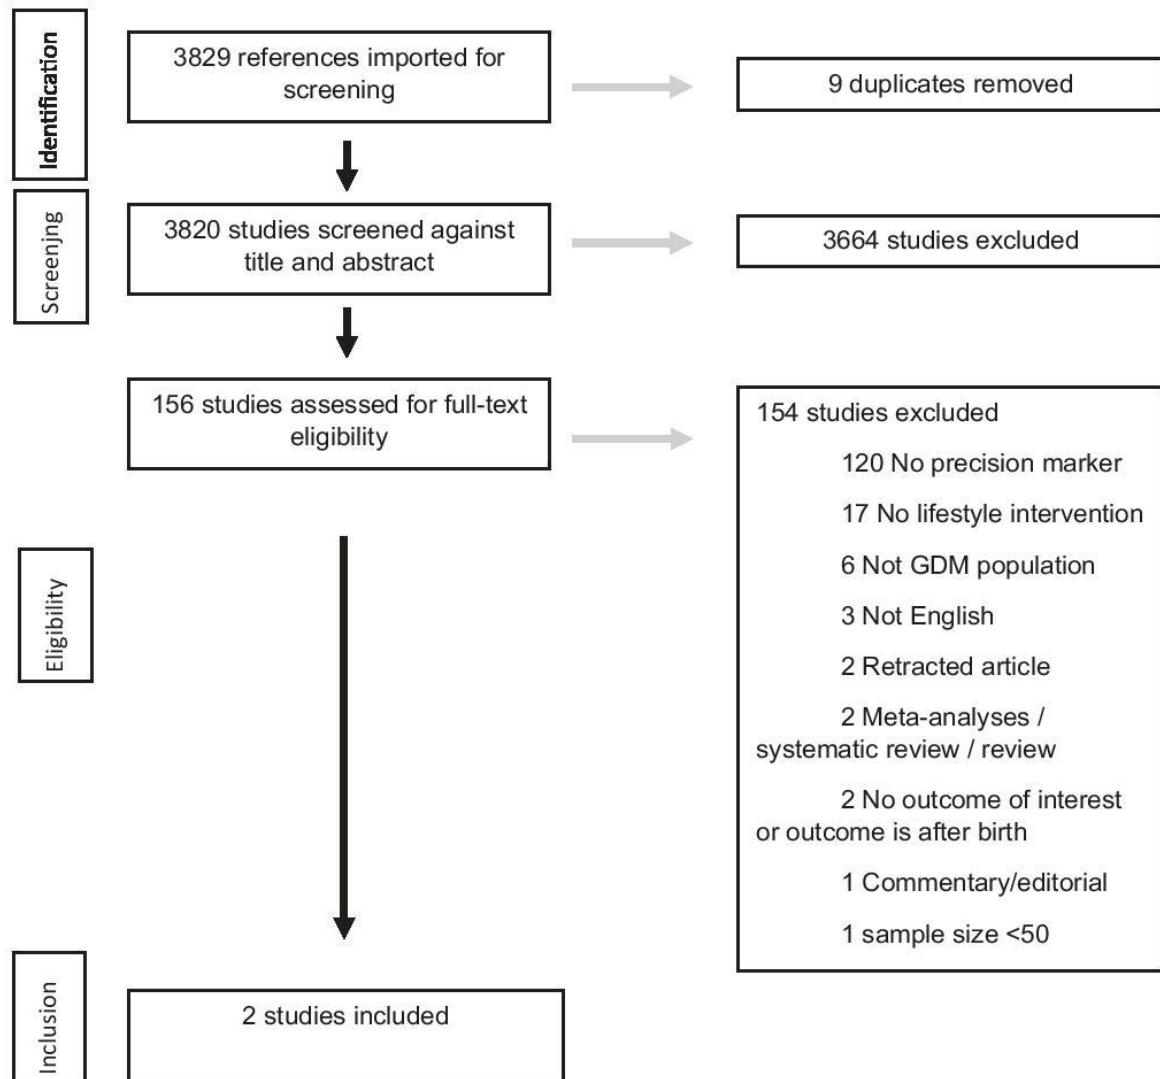 Identification
3829 references imported for
screening
9 duplicates removed
Screenjng
3820 studies screened against
title and abstract
3664 studies excluded
156 studies assessed for full-text
eligibility
154 studies excluded
120 No precision marker
17 No lifestyle intervention
6 Not GDM population
3 Not English
2 Retracted article
2 Meta-analyses /
systematic review / review
2 No outcome of interest
or outcome is after birth
1 Commentary/editorial
1 sample size <50
Eligibility
Inclusion
2 studies included